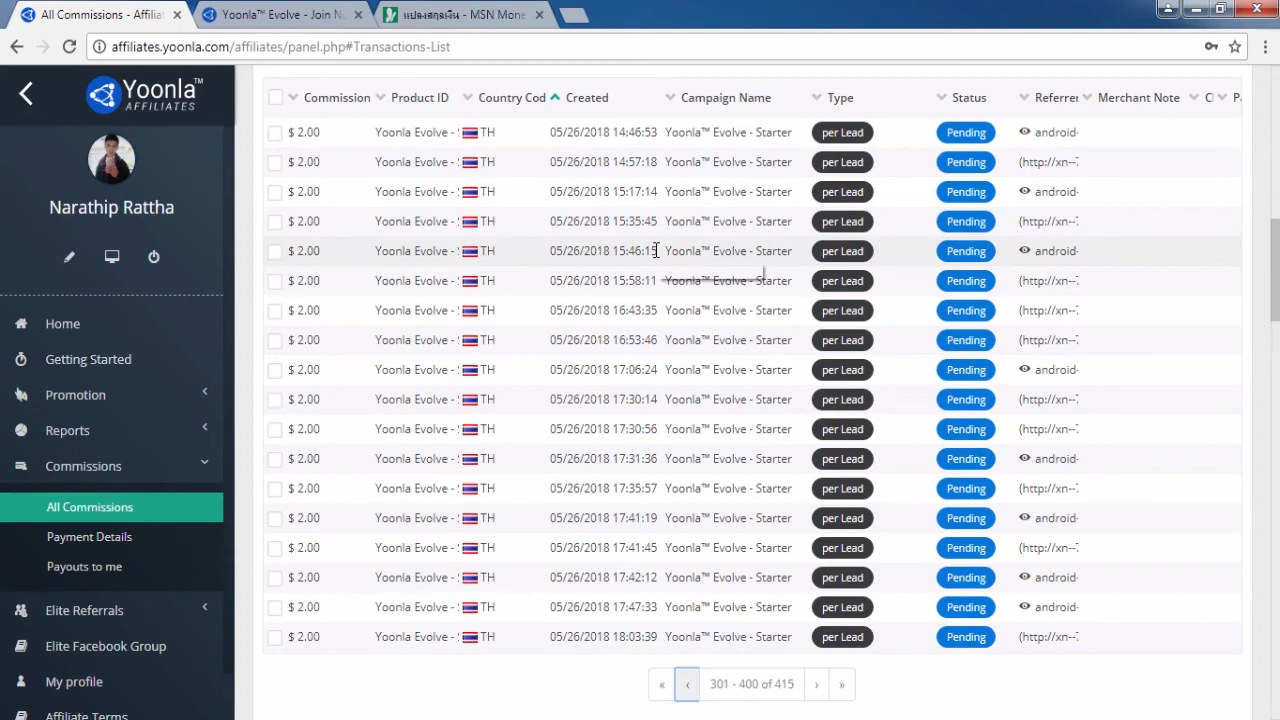 All Commissions - Affiliat
Yoonla™ Evolve - Join N
แปลงสกุลเงิน - MSN Mone
affiliates.yoonla.com/affiliates/panel.php#Transactions-List
Yoonla™
AFFILIATES
Narathip Rattha
Home
Getting Started
Promotion
Reports
Commissions
All Commissions
Payment Details
Payouts to me
Elite Referrals
Elite Facebook Group
My profile
Affiliate Terms
Commission Product ID Country Cod Created Campaign Name Type Status Referrer Merchant Note
$ 2.00 Yoonla Evolve - TH 05/26/2018 14:46:53 Yoonla™ Evolve - Starter per Lead Pending android-
$ 2.00 Yoonla Evolve - TH 05/26/2018 14:57:18 Yoonla™ Evolve - Starter per Lead Pending (http://xn--
$ 2.00 Yoonla Evolve - TH 05/26/2018 15:17:14 Yoonla™ Evolve - Starter per Lead Pending android-
$ 2.00 Yoonla Evolve - TH 05/26/2018 15:35:45 Yoonla™ Evolve - Starter per Lead Pending (http://xn--
$ 2.00 Yoonla Evolve - TH 05/26/2018 Yoonla™ Evolve - Starter per Lead Pending android-
$ 2.00 Yoonla Evolve - TH 05/26/2018 15:58:11 Yoonla™ Evolve - Starter per Lead Pending (http://xn--
$ 2.00 Yoonla Evolve - TH 05/26/2018 16:43:35 Yoonla™ Evolve - Starter per Lead Pending (http://xn--
$ 2.00 Yoonla Evolve - TH 05/26/2018 16:53:46 Yoonla™ Evolve - Starter per Lead Pending (http://xn--
$ 2.00 Yoonla Evolve - TH 05/26/2018 17:06:24 Yoonla™ Evolve - Starter per Lead Pending android-
$ 2.00 Yoonla Evolve - TH 05/26/2018 17:30:14 Yoonla™ Evolve - Starter per Lead Pending (http://xn--
$ 2.00 Yoonla Evolve - TH 05/26/2018 17:30:56 Yoonla™ Evolve - Starter per Lead Pending (http://xn--
$ 2.00 Yoonla Evolve - TH 05/26/2018 17:31:36 Yoonla™ Evolve - Starter per Lead Pending android-
$ 2.00 Yoonla Evolve - TH 05/26/2018 17:35:57 Yoonla™ Evolve - Starter per Lead Pending (http://xn--
$ 2.00 Yoonla Evolve - TH 05/26/2018 17:41:19 Yoonla™ Evolve - Starter per Lead Pending android-
$ 2.00 Yoonla Evolve - TH 05/26/2018 17:41:45 Yoonla™ Evolve - Starter per Lead Pending (http://xn--
$ 2.00 Yoonla Evolve - TH 05/26/2018 17:42:12 Yoonla™ Evolve - Starter per Lead Pending android-
$ 2.00 Yoonla Evolve - TH 05/26/2018 17:47:33 Yoonla™ Evolve - Starter per Lead Pending android-
$ 2.00 Yoonla Evolve - TH 05/26/2018 18:03:39 Yoonla™ Evolve - Starter per Lead Pending (http://xn--
« ‹ 301 - 400 of 415 › »